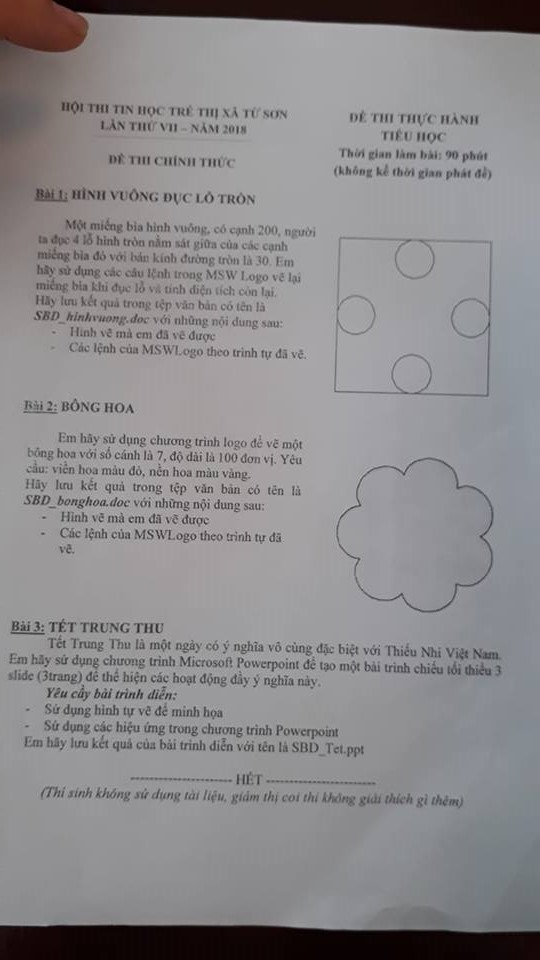 HỘI THI TIN HỌC TRẺ THỊ XÃ TỪ SƠN
LẦN THỨ VII – NĂM 2018
ĐỀ THI CHÍNH THỨC
ĐỀ THI THỰC HÀNH
TIỂU HỌC
Thời gian làm bài: 90 phút
(không kể thời gian phát đề)
Bài 1: HÌNH VUÔNG ĐỤC LỖ TRÒN
Một miếng bìa hình vuông, có cạnh 200, người
ta đục 4 lỗ hình tròn nằm sát giữa của các cạnh
miếng bìa đó với bán kính đường tròn là 30. Em
hãy sử dụng các câu lệnh trong MSW Logo vẽ lại
miếng bìa khi đục lỗ và tính diện tích còn lại.
Hãy lưu kết quả trong tệp văn bản có tên là
SBD_hinhvuong.doc với những nội dung sau:
- Hình vẽ mà em đã vẽ được
- Các lệnh của MSWLogo theo trình tự đã vẽ.
Bài 2: BÔNG HOA
Em hãy sử dụng chương trình logo để vẽ một
bông hoa với số cánh là 7, độ dài là 100 đơn vị. Yêu
cầu: viền hoa màu đỏ, nền hoa màu vàng.
Hãy lưu kết quả trong tệp văn bản có tên là
SBD_bonghoa.doc với những nội dung sau:
- Hình vẽ mà em đã vẽ được
- Các lệnh của MSWLogo theo trình tự đã
vẽ.
Bài 3: TẾT TRUNG THU
Tết Trung Thu là một ngày có ý nghĩa vô cùng đặc biệt với Thiếu Nhi Việt Nam.
Em hãy sử dụng chương trình Microsoft Powerpoint để tạo một bài trình chiếu tối thiểu 3
slide (3trang) để thể hiện các hoạt động đầy ý nghĩa này.
Yêu cầy bài trình diễn:
- Sử dụng hình tự vẽ để minh họa
- Sử dụng các hiệu ứng trong chương trình Powerpoint
Em hãy lưu kết quả của bài trình diễn với tên là SBD_Tet.ppt
----------------------- HẾT -----------------------
(Thí sinh không sử dụng tài liệu, giám thị coi thi không giải thích gì thêm)